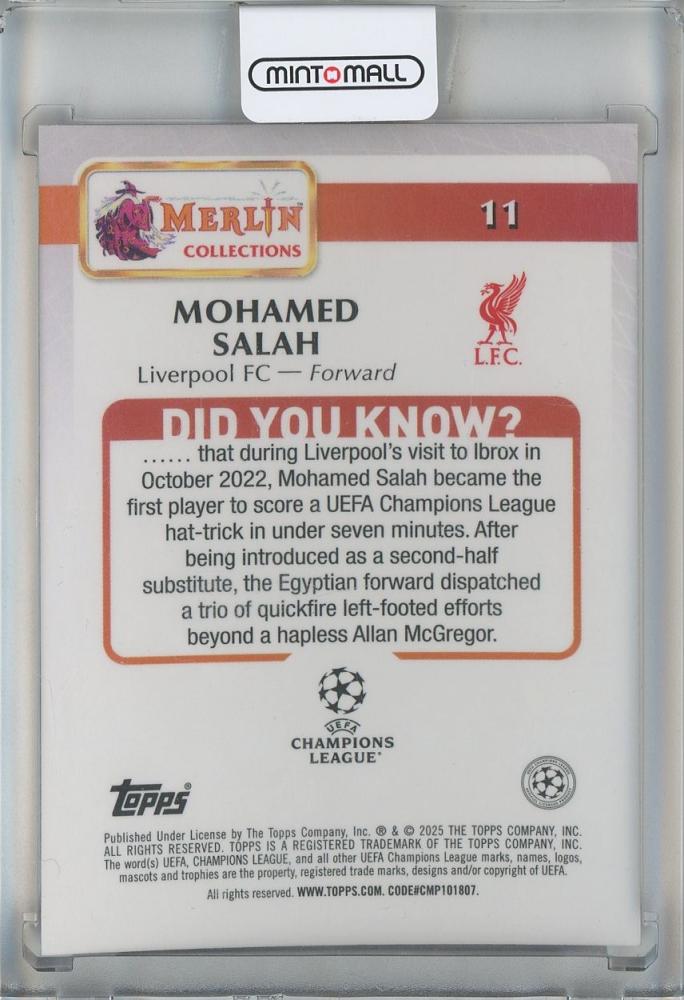 MINT MALL
MERLIN™
COLLECTIONS
11
MOHAMED
SALAH
Liverpool FC — Forward
L.F.C.
DID YOU KNOW?
...... that during Liverpool's visit to Ibrox in
October 2022, Mohamed Salah became the
first player to score a UEFA Champions League
hat-trick in under seven minutes. After
being introduced as a second-half
substitute, the Egyptian forward dispatched
a trio of quickfire left-footed efforts
beyond a hapless Allan McGregor.
UEFA
CHAMPIONS
LEAGUE®
Topps®
Published Under License by The Topps Company, Inc. ® & © 2025 THE TOPPS COMPANY, INC.
ALL RIGHTS RESERVED. TOPPS IS A REGISTERED TRADEMARK OF THE TOPPS COMPANY, INC.
The word(s) UEFA, CHAMPIONS LEAGUE, and all other UEFA Champions League marks, names, logos,
mascots and trophies are the property, registered trade marks, designs and/or copyright of UEFA.
All rights reserved. WWW.TOPPS.COM. CODE#CMP101807.